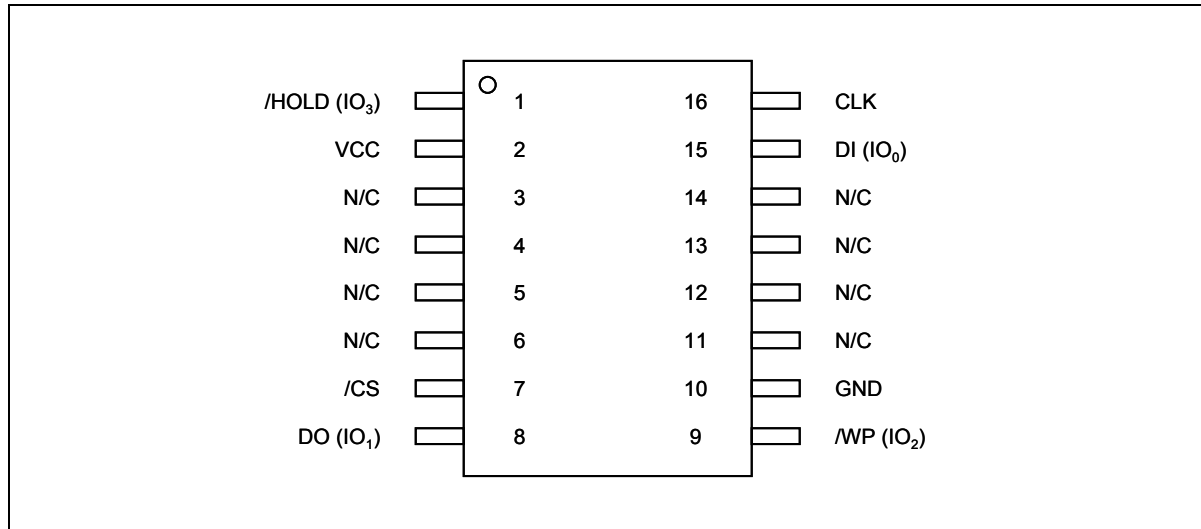 /HOLD (IO₃) 1 16 CLK
VCC 2 15 DI (IO₀)
N/C 3 14 N/C
N/C 4 13 N/C
N/C 5 12 N/C
N/C 6 11 N/C
/CS 7 10 GND
DO (IO₁) 8 9 /WP (IO₂)